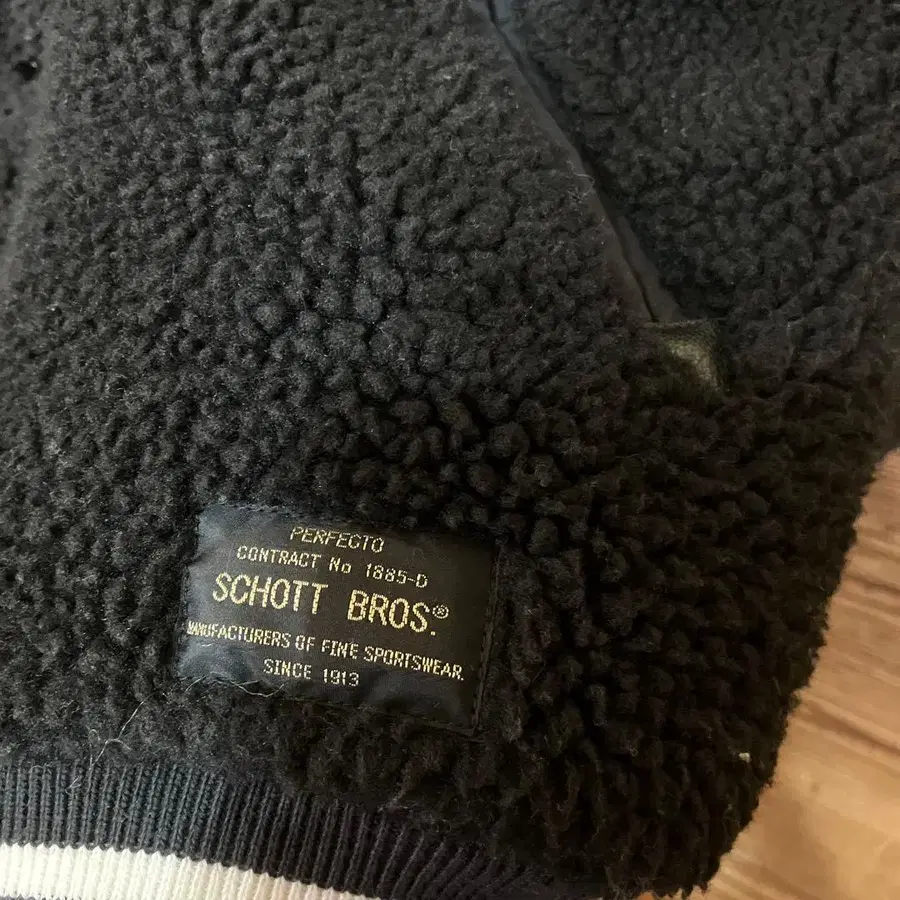 PERFECTO
CONTRACT No 1885-D
SCHOTT BROS.®
MANUFACTURERS OF FINE SPORTSWEAR.
SINCE 1913